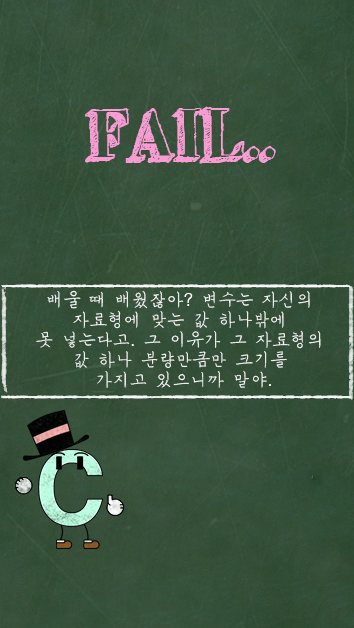 FAIL...
배울 때 배웠잖아? 변수는 자신의
자료형에 맞는 값 하나밖에
못 넣는다고. 그 이유가 그 자료형의
값 하나 분량만큼만 크기를
가지고 있으니까 말야.
C